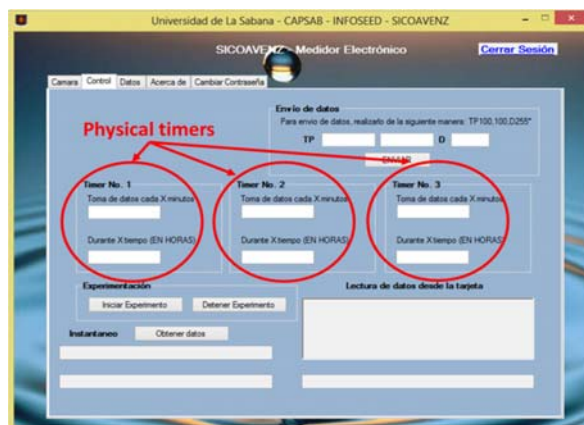 Universidad de La Sabana - CAPSAB - INFOSEED - SICOAVENZ
SICOAVENZ - Medidor Electrónico
Cerrar Sesión
Camara Control Datos Acerca de Cambiar Contraseña
Envío de datos
Para envio de datos, realizarlo de la siguiente manera: TP100,100,D255*
Physical timers
TP D
ENVIAR
Timer No. 1 Timer No. 2 Timer No. 3
Toma de datos cada X minutos Toma de datos cada X minutos Toma de datos cada X minutos
Durante X tiempo (EN HORAS) Durante X tiempo (EN HORAS) Durante X tiempo (EN HORAS)
Experimentación
Lectura de datos desde la tarjeta
Iniciar Experimento Detener Experimento
Instantaneo Obtener datos